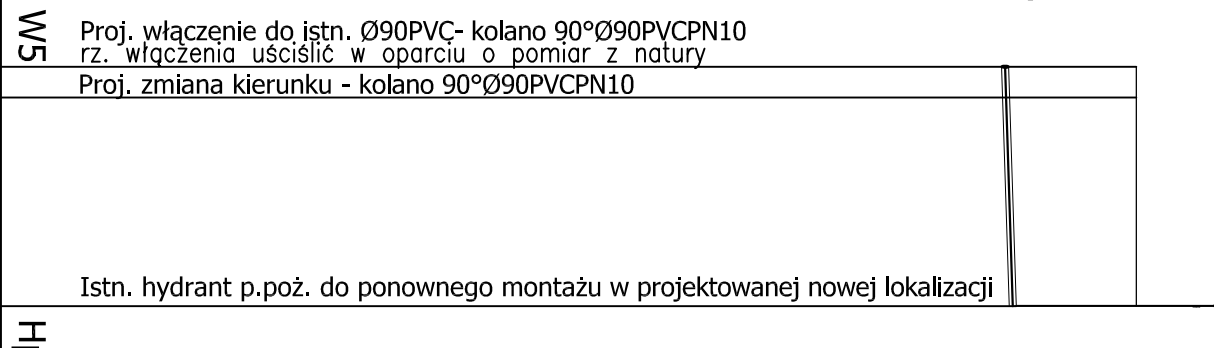 W5
Proj. włączenie do istn. Ø90PVC- kolano 90°Ø90PVCPN10
rz. włączenia uściślić w oparciu o pomiar z natury
Proj. zmiana kierunku - kolano 90°Ø90PVCPN10
Istn. hydrant p.poż. do ponownego montażu w projektowanej nowej lokalizacji